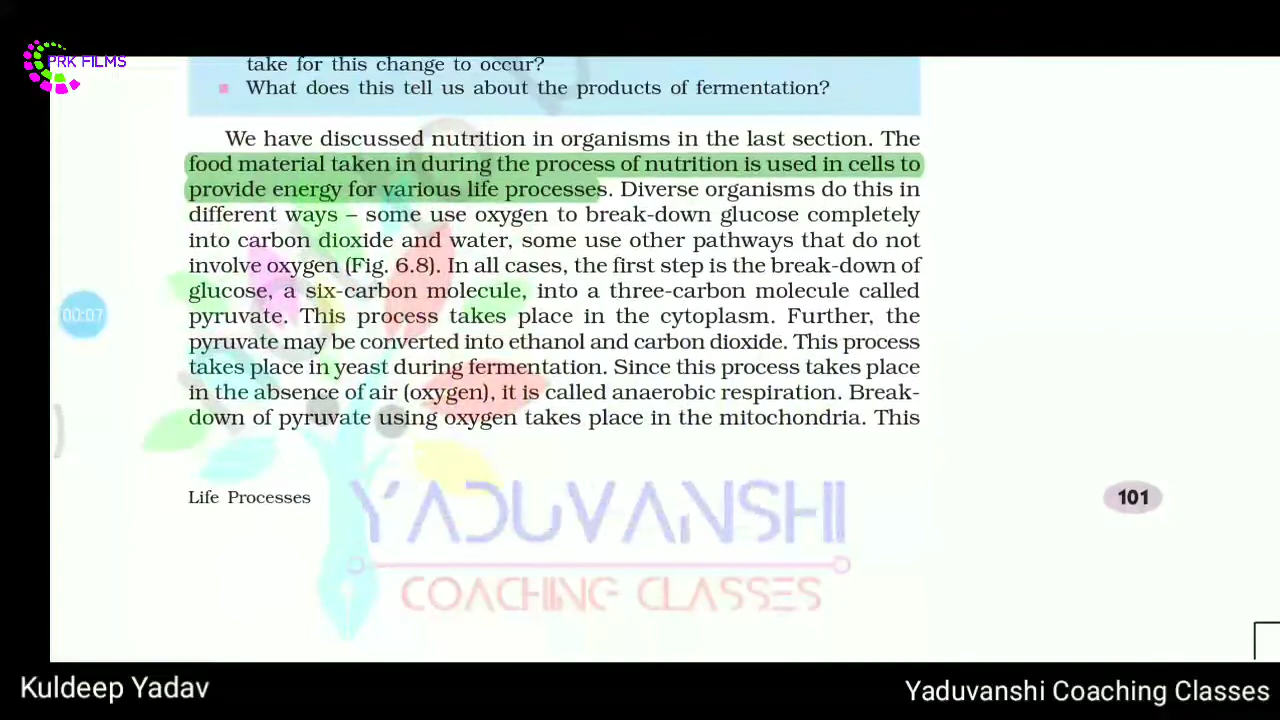 PRK FILMS
take for this change to occur?
What does this tell us about the products of fermentation?
We have discussed nutrition in organisms in the last section. The
food material taken in during the process of nutrition is used in cells to
provide energy for various life processes. Diverse organisms do this in
different ways – some use oxygen to break-down glucose completely
into carbon dioxide and water, some use other pathways that do not
involve oxygen (Fig. 6.8). In all cases, the first step is the break-down of
glucose, a six-carbon molecule, into a three-carbon molecule called
pyruvate. This process takes place in the cytoplasm. Further, the
pyruvate may be converted into ethanol and carbon dioxide. This process
takes place in yeast during fermentation. Since this process takes place
in the absence of air (oxygen), it is called anaerobic respiration. Break-
down of pyruvate using oxygen takes place in the mitochondria. This
00:07
Life Processes
101
YADUVANSHI
COACHING CLASSES
Kuldeep Yadav
Yaduvanshi Coaching Classes